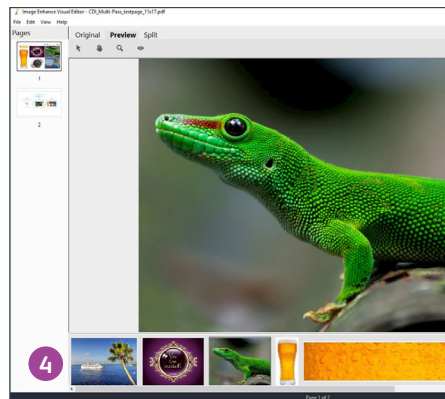 Image Enhance Visual Editor - CDI_Multi-Pass_testpage_11x17.pdf
File Edit View Help
Pages
Original Preview Split
1
2
4
Page 1 of 2